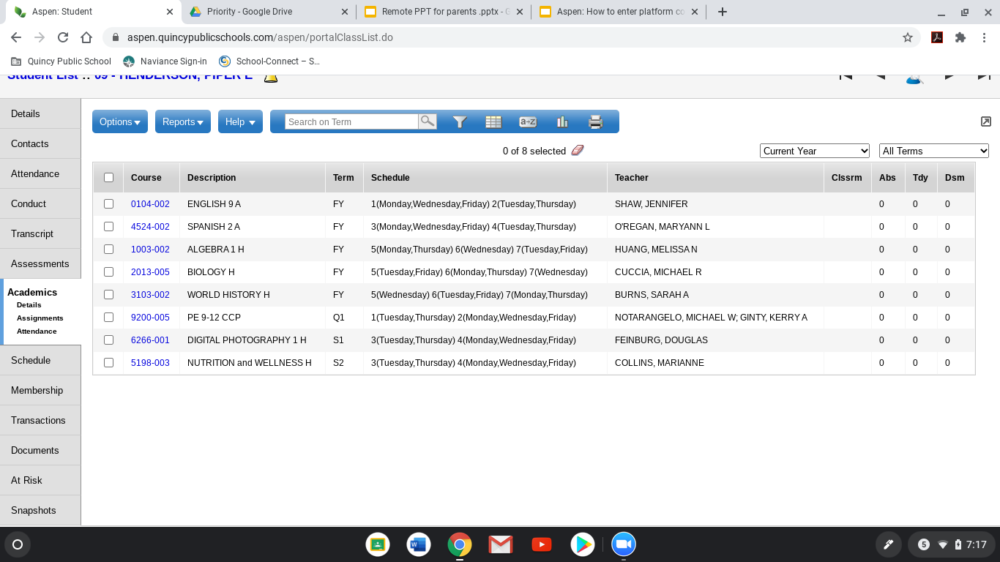 Aspen: Student
Priority - Google Drive
Remote PPT for parents .pptx - G
Aspen: How to enter platform co
aspen.quincypublicschools.com/aspen/portalClassList.do
Quincy Public School
Naviance Sign-in
School-Connect – S...
Student List :: 09 - HENDERSON, PIPER E
Details
Contacts
Attendance
Conduct
Transcript
Assessments
Academics
Details
Assignments
Attendance
Schedule
Membership
Transactions
Documents
At Risk
Snapshots
Options Reports Help Search on Term a-z
0 of 8 selected Current Year All Terms
Course Description Term Schedule Teacher Clssrm Abs Tdy Dsm
0104-002 ENGLISH 9 A FY 1(Monday,Wednesday,Friday) 2(Tuesday,Thursday) SHAW, JENNIFER 0 0 0
4524-002 SPANISH 2 A FY 3(Monday,Wednesday,Friday) 4(Tuesday,Thursday) O'REGAN, MARYANN L 0 0 0
1003-002 ALGEBRA 1 H FY 5(Monday,Thursday) 6(Wednesday) 7(Tuesday,Friday) HUANG, MELISSA N 0 0 0
2013-005 BIOLOGY H FY 5(Tuesday,Friday) 6(Monday,Thursday) 7(Wednesday) CUCCIA, MICHAEL R 0 0 0
3103-002 WORLD HISTORY H FY 5(Wednesday) 6(Tuesday,Friday) 7(Monday,Thursday) BURNS, SARAH A 0 0 0
9200-005 PE 9-12 CCP Q1 1(Tuesday,Thursday) 2(Monday,Wednesday,Friday) NOTARANGELO, MICHAEL W; GINTY, KERRY A 0 0 0
6266-001 DIGITAL PHOTOGRAPHY 1 H S1 3(Tuesday,Thursday) 4(Monday,Wednesday,Friday) FEINBURG, DOUGLAS 0 0 0
5198-003 NUTRITION and WELLNESS H S2 3(Tuesday,Thursday) 4(Monday,Wednesday,Friday) COLLINS, MARIANNE 0 0 0
5 7:17